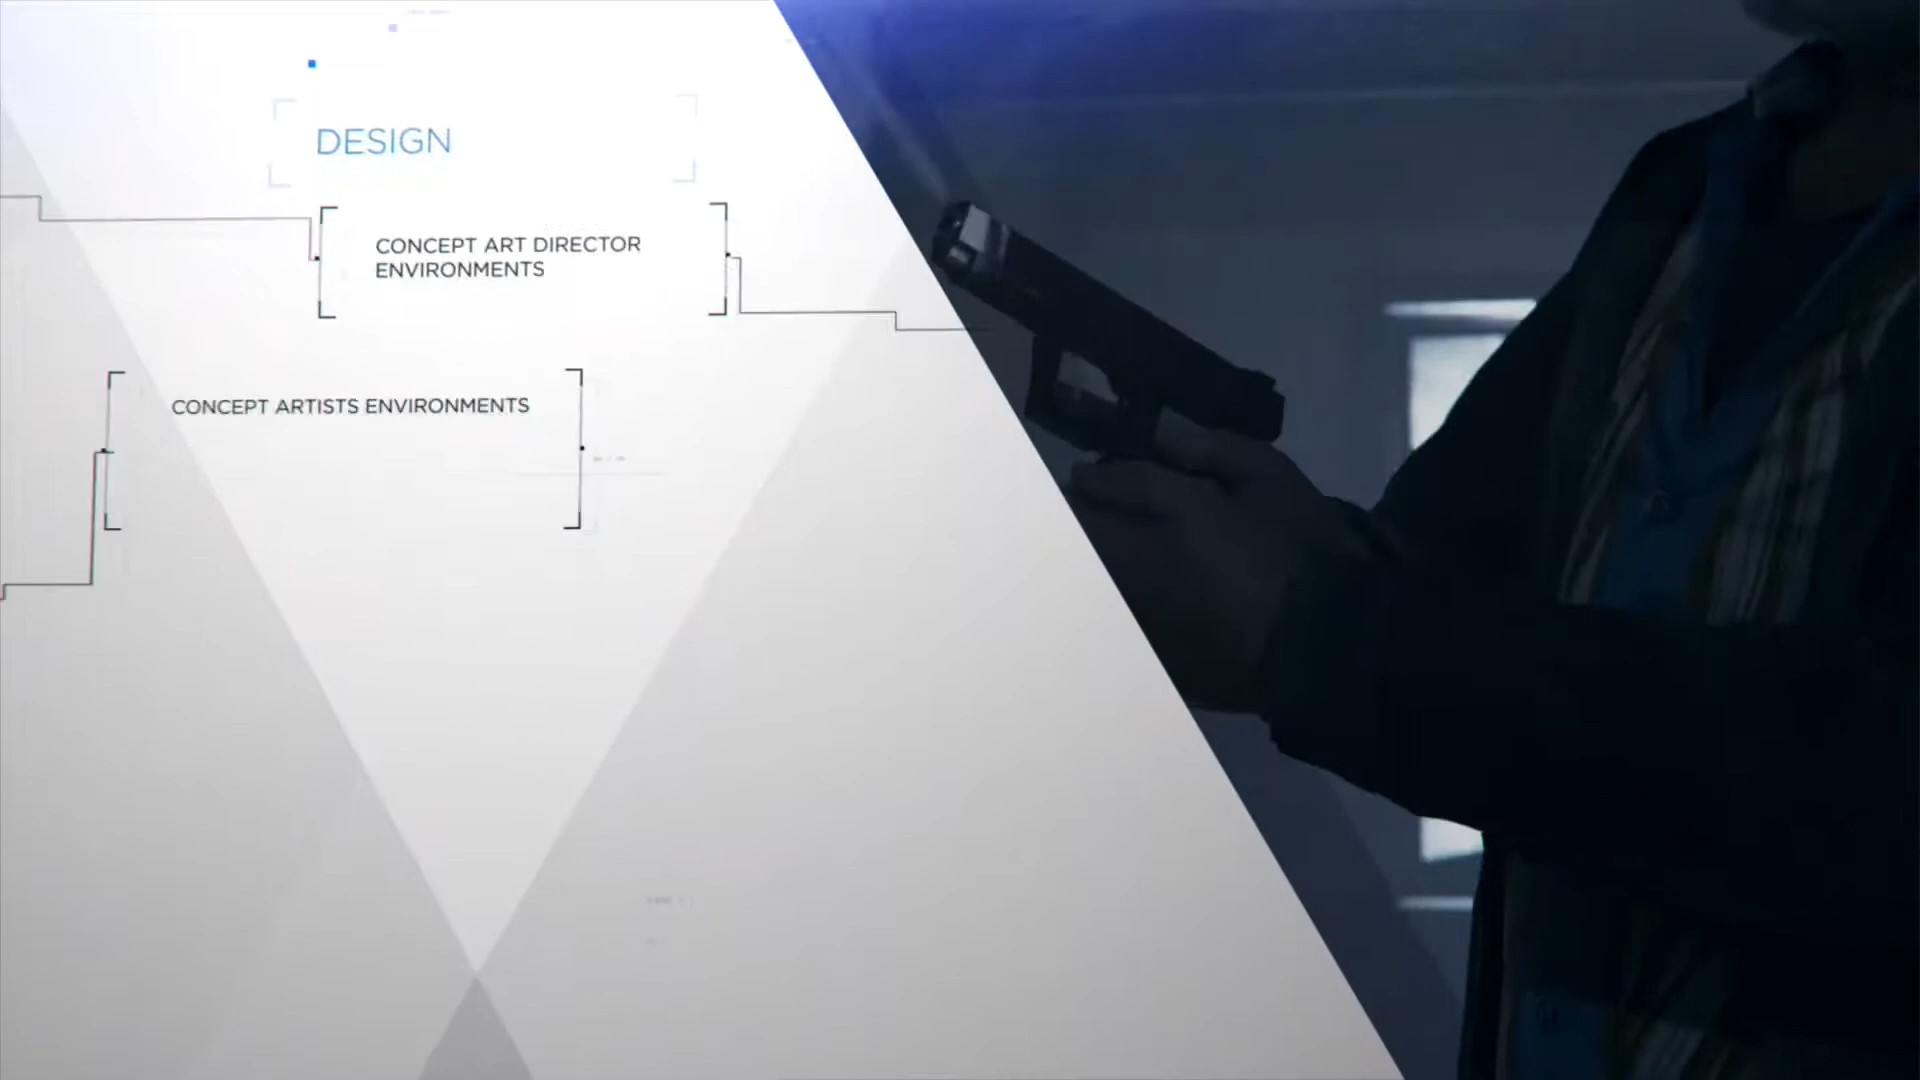 DESIGN
CONCEPT ART DIRECTOR
ENVIRONMENTS
CONCEPT ARTISTS ENVIRONMENTS